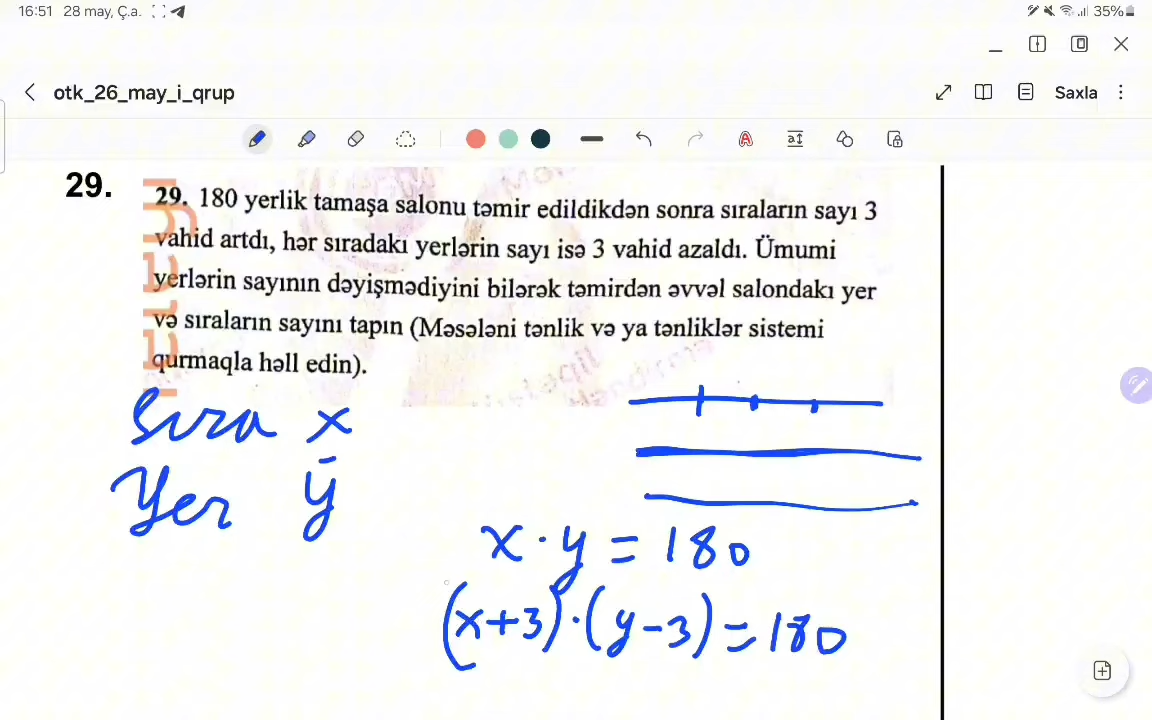 16:51 28 may, Ç.a. 35%
otk_26_may_i_qrup Saxla
29.
29. 180 yerlik tamaşa salonu təmir edildikdən sonra sıraların sayı 3
vahid artdı, hər sıradakı yerlərin sayı isə 3 vahid azaldı. Ümumi
yerlərin sayının dəyişmədiyini bilərək təmirdən əvvəl salondakı yer
və sıraların sayını tapın (Məsələni tənlik və ya tənliklər sistemi
qurmaqla həll edin).
Sıra x
Yer y
x · y = 180
(x+3) · (y-3) = 180